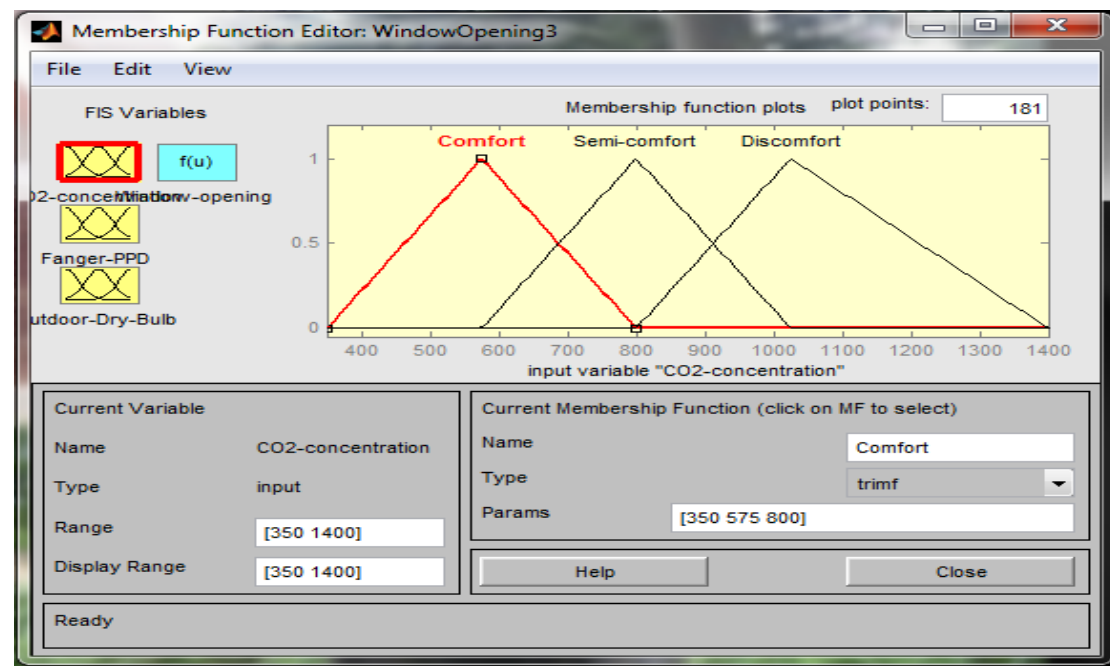 Membership Function Editor: WindowOpening3
File Edit View
FIS Variables
Membership function plots plot points: 181
f(u)
Window-opening
Fanger-PPD
Comfort Semi-comfort Discomfort
1
0.5
0
400 500 600 700 800 900 1000 1100 1200 1300 1400
input variable "CO2-concentration"
Current Variable
Name CO2-concentration
Type input
Range [350 1400]
Display Range [350 1400]
Current Membership Function (click on MF to select)
Name Comfort
Type trimf
Params [350 575 800]
Help Close
Ready